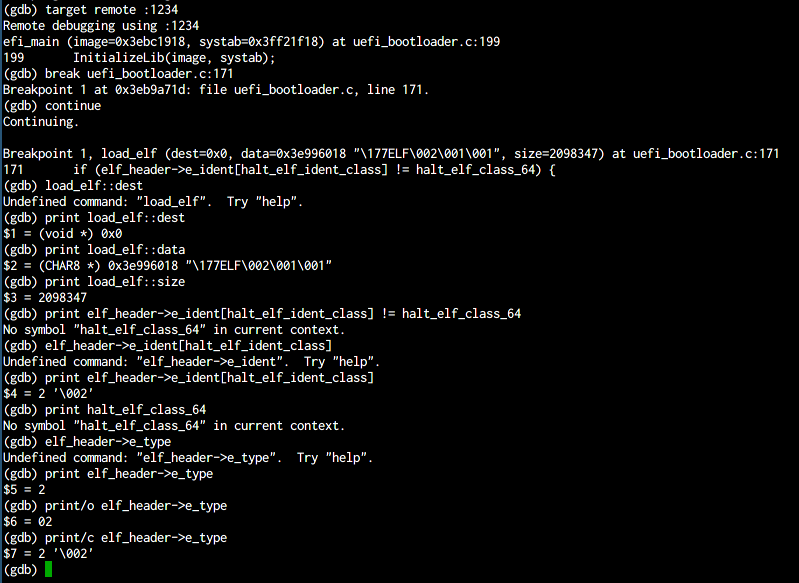 (gdb) target remote :1234
Remote debugging using :1234
efi_main (image=0x3ebc1918, systab=0x3ff21f18) at uefi_bootloader.c:199
199       InitializeLib(image, systab);
(gdb) break uefi_bootloader.c:171
Breakpoint 1 at 0x3eb9a71d: file uefi_bootloader.c, line 171.
(gdb) continue
Continuing.

Breakpoint 1, load_elf (dest=0x0, data=0x3e996018 "\177ELF\002\001\001", size=2098347) at uefi_bootloader.c:171
171       if (elf_header->e_ident[halt_elf_ident_class] != halt_elf_class_64) {
(gdb) load_elf::dest
Undefined command: "load_elf".  Try "help".
(gdb) print load_elf::dest
$1 = (void *) 0x0
(gdb) print load_elf::data
$2 = (CHAR8 *) 0x3e996018 "\177ELF\002\001\001"
(gdb) print load_elf::size
$3 = 2098347
(gdb) print elf_header->e_ident[halt_elf_ident_class] != halt_elf_class_64
No symbol "halt_elf_class_64" in current context.
(gdb) elf_header->e_ident[halt_elf_ident_class]
Undefined command: "elf_header->e_ident".  Try "help".
(gdb) print elf_header->e_ident[halt_elf_ident_class]
$4 = 2 '\002'
(gdb) print halt_elf_class_64
No symbol "halt_elf_class_64" in current context.
(gdb) elf_header->e_type
Undefined command: "elf_header->e_type".  Try "help".
(gdb) print elf_header->e_type
$5 = 2
(gdb) print/o elf_header->e_type
$6 = 02
(gdb) print/c elf_header->e_type
$7 = 2 '\002'
(gdb)